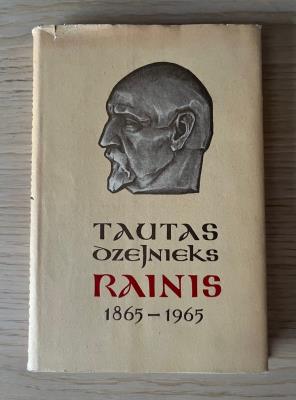 TAUTAS
DZEJNIEKS
RAINIS
1865 – 1965